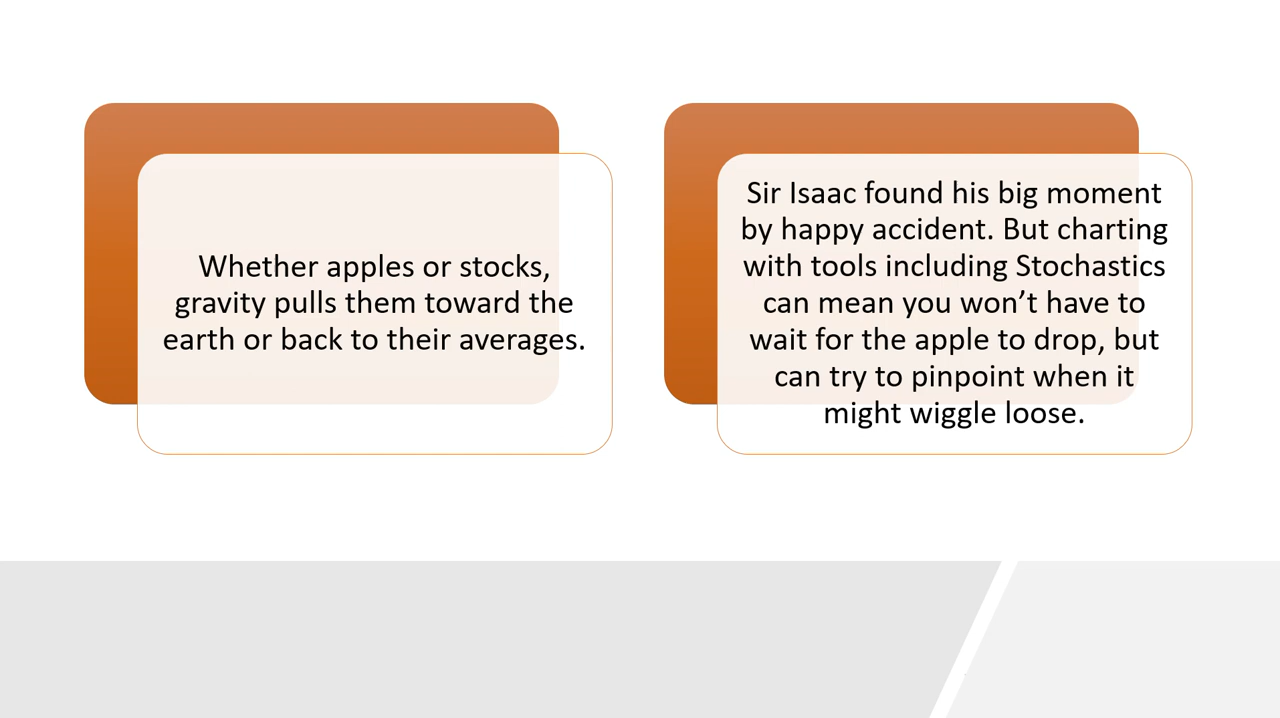 Whether apples or stocks,
gravity pulls them toward the
earth or back to their averages.
Sir Isaac found his big moment
by happy accident. But charting
with tools including Stochastics
can mean you won’t have to
wait for the apple to drop, but
can try to pinpoint when it
might wiggle loose.